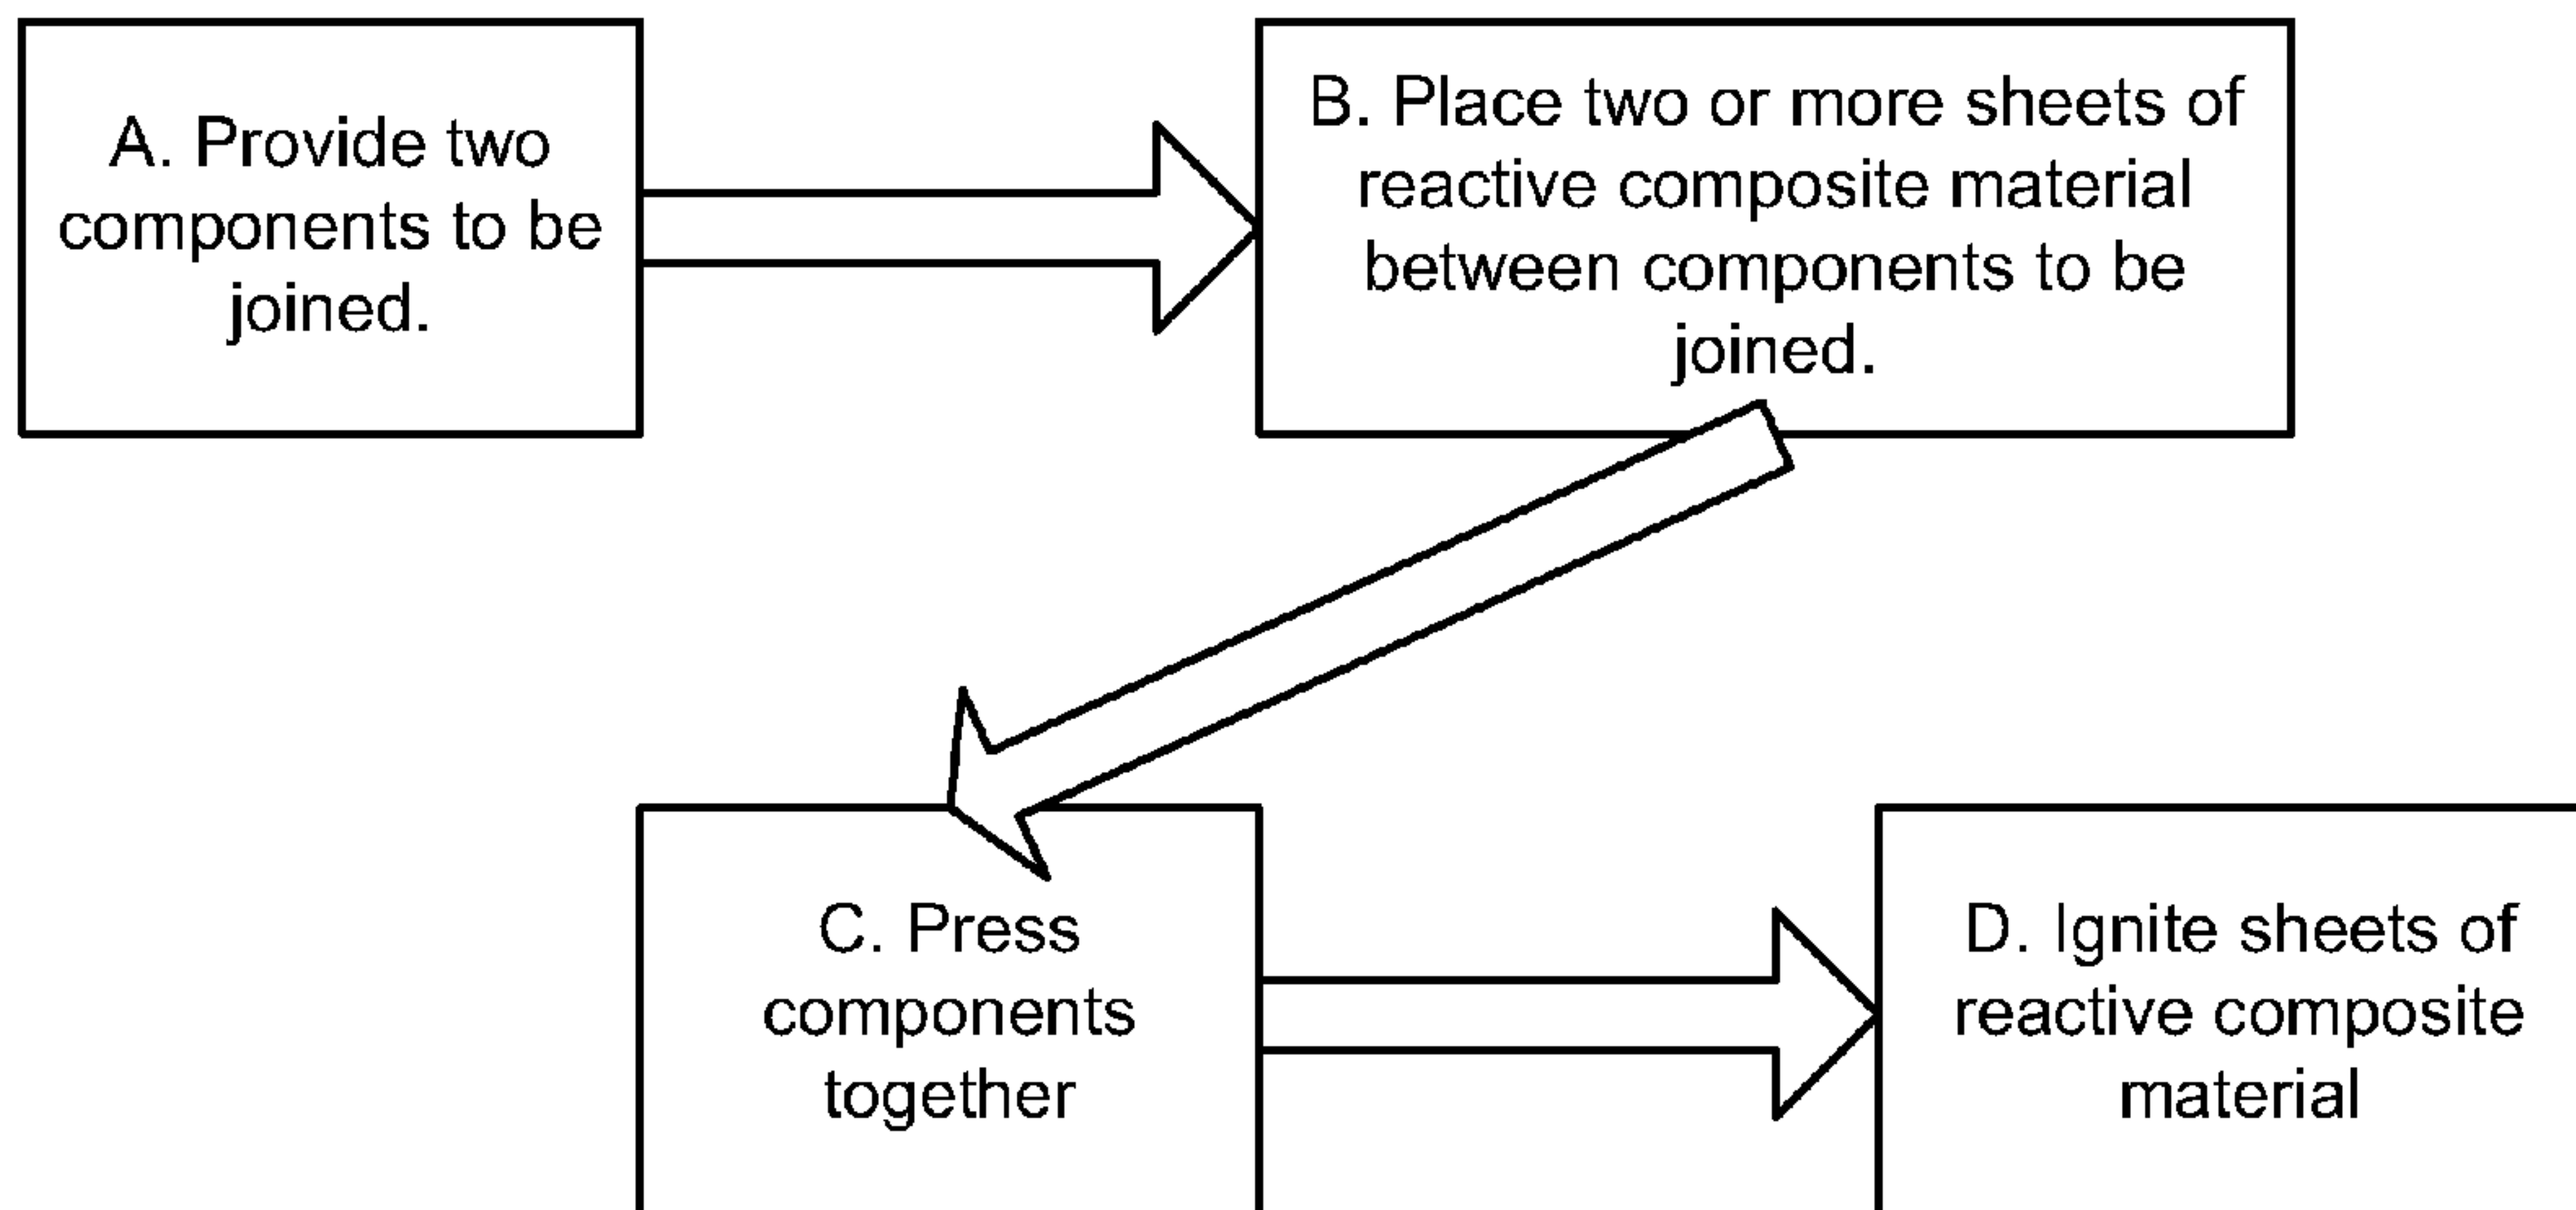 A. Provide two
components to be
joined.
B. Place two or more sheets of
reactive composite material
between components to be
joined.
C. Press
components
together
D. Ignite sheets of
reactive composite
material